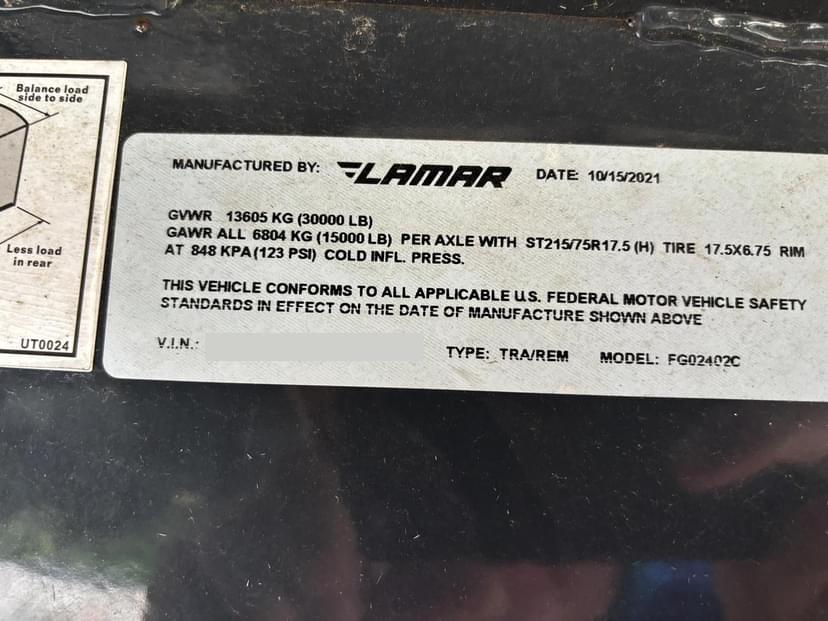 Balance load
side to side
Less load
in rear
UT0024
MANUFACTURED BY: LAMAR DATE: 10/15/2021
GVWR 13605 KG (30000 LB)
GAWR ALL 6804 KG (15000 LB) PER AXLE WITH ST215/75R17.5 (H) TIRE 17.5X6.75 RIM
AT 848 KPA (123 PSI) COLD INFL. PRESS.
THIS VEHICLE CONFORMS TO ALL APPLICABLE U.S. FEDERAL MOTOR VEHICLE SAFETY
STANDARDS IN EFFECT ON THE DATE OF MANUFACTURE SHOWN ABOVE
V.I.N.: TYPE: TRA/REM MODEL: FG02402C